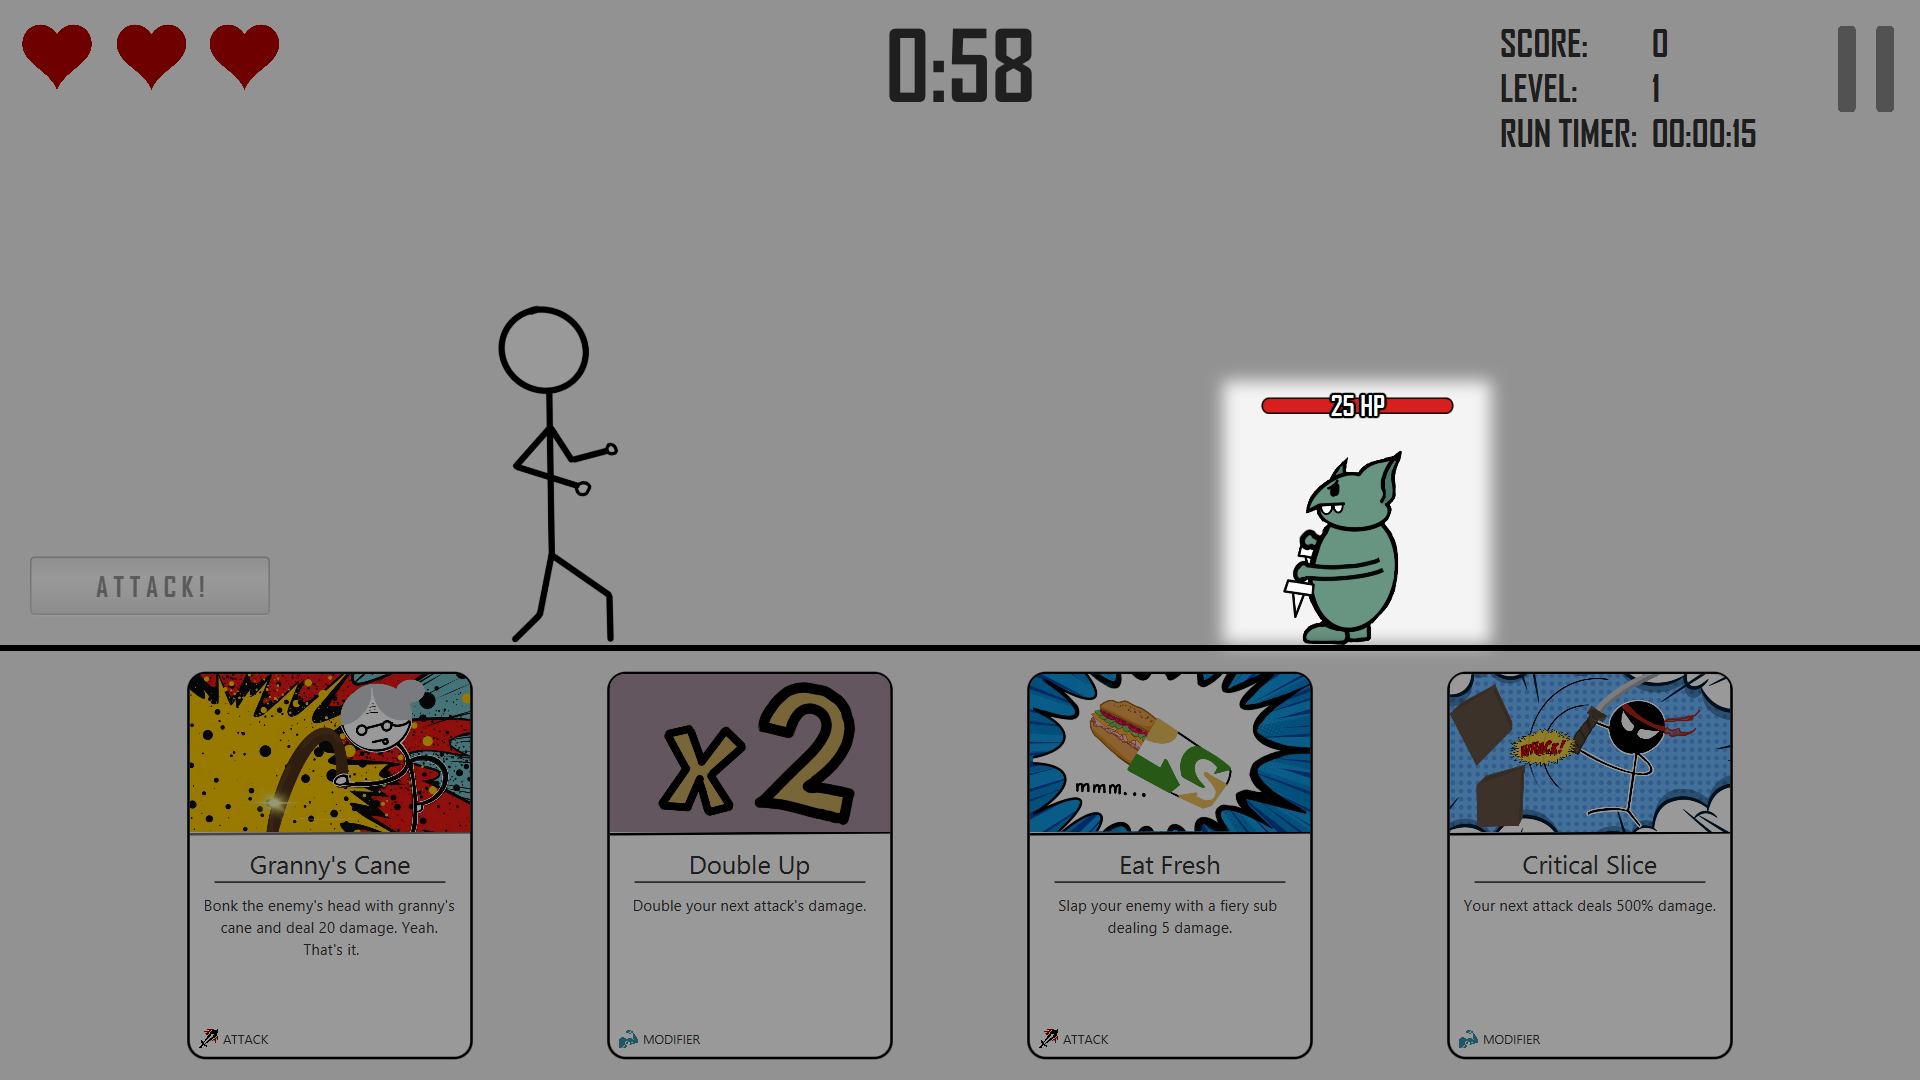 0:58
SCORE: 0
LEVEL: 1
RUN TIMER: 00:00:15
25 HP
ATTACK!
x2
mmm...
WHACK!
Granny's Cane
Bonk the enemy's head with granny's
cane and deal 20 damage. Yeah.
That's it.
ATTACK
Double Up
Double your next attack's damage.
MODIFIER
Eat Fresh
Slap your enemy with a fiery sub
dealing 5 damage.
ATTACK
Critical Slice
Your next attack deals 500% damage.
MODIFIER